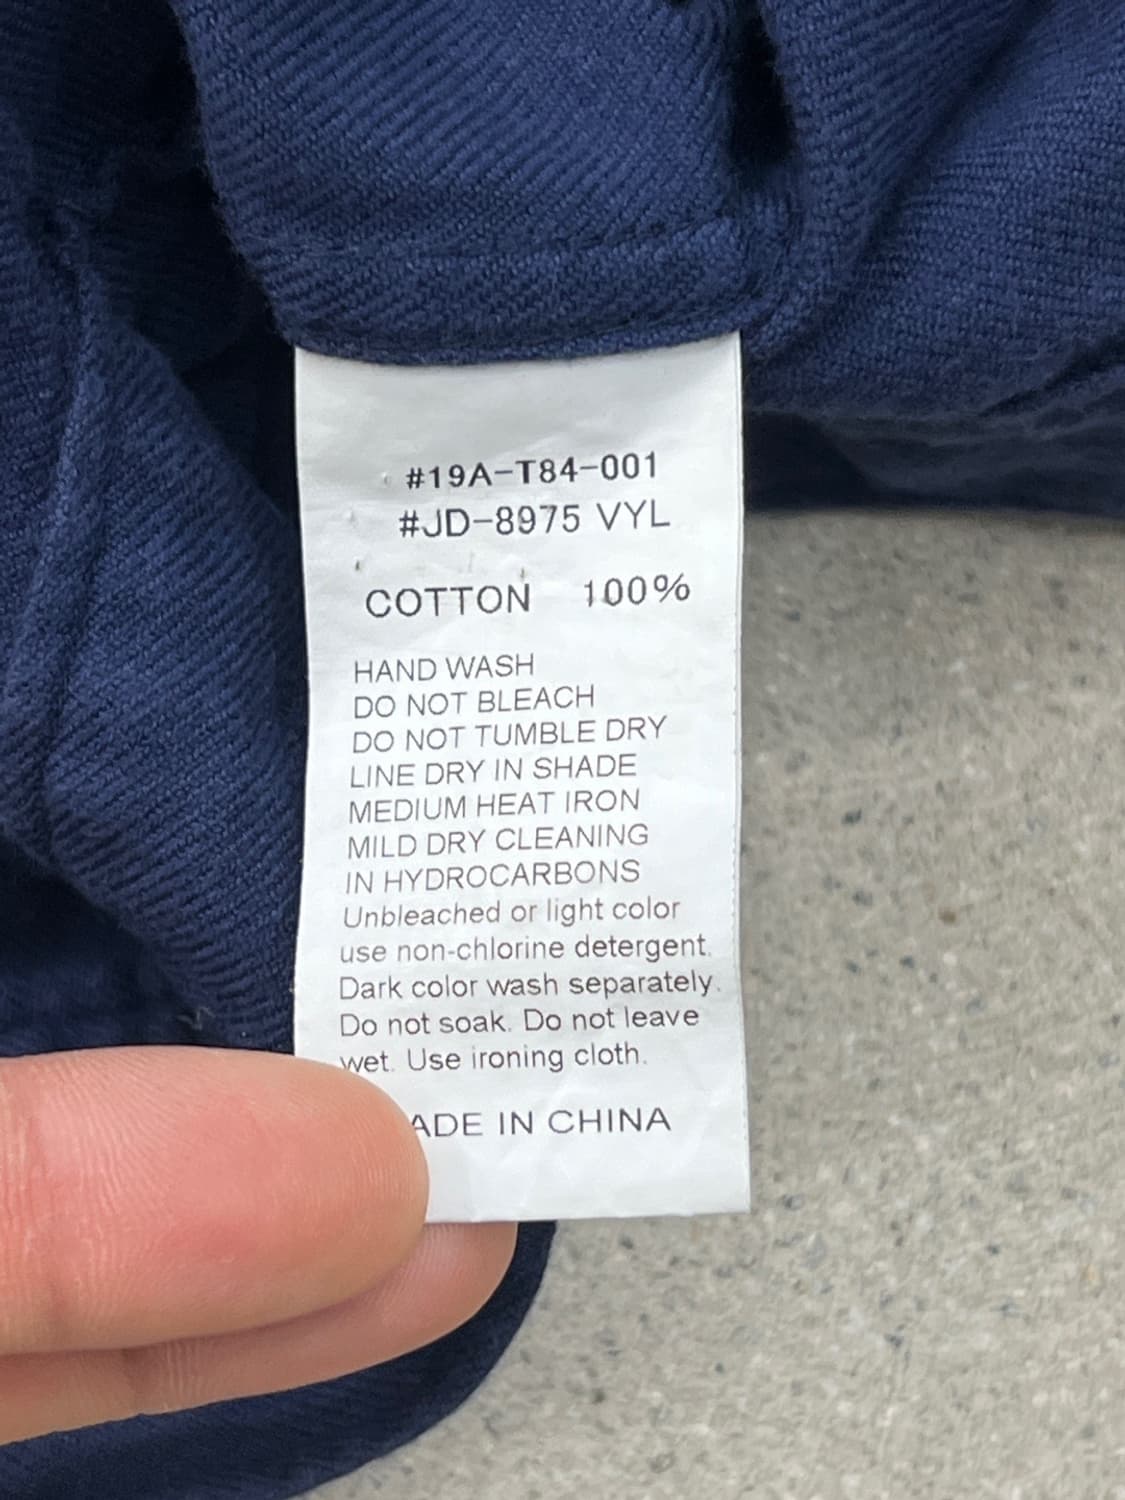 #19A-T84-001
#JD-8975 VYL
COTTON 100%
HAND WASH
DO NOT BLEACH
DO NOT TUMBLE DRY
LINE DRY IN SHADE
MEDIUM HEAT IRON
MILD DRY CLEANING
IN HYDROCARBONS
Unbleached or light color
use non-chlorine detergent.
Dark color wash separately.
Do not soak. Do not leave
wet. Use ironing cloth.
ADE IN CHINA